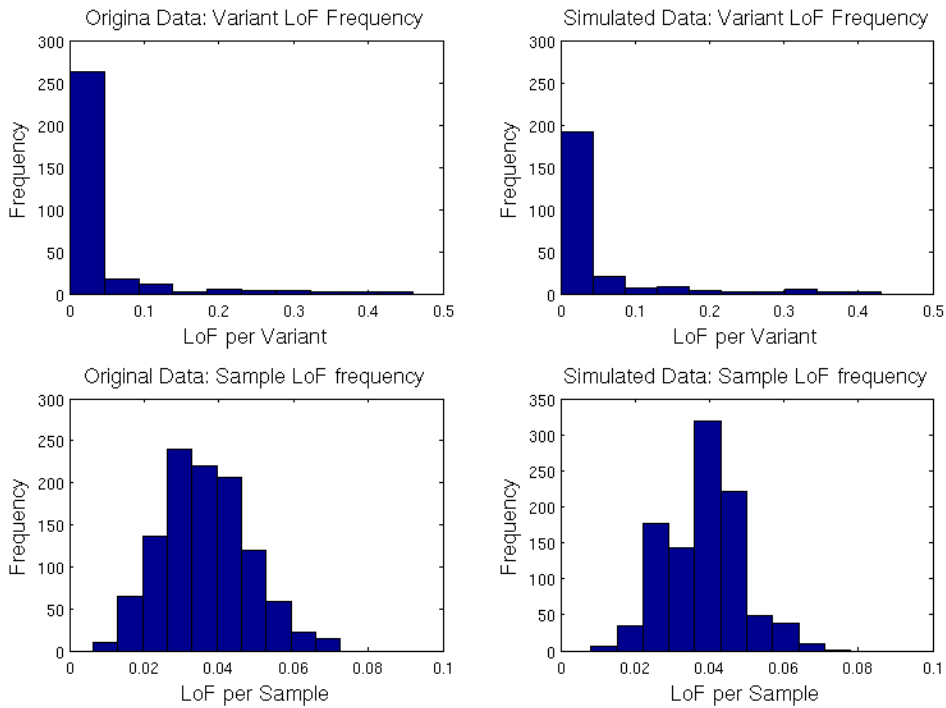 Origina Data: Variant LoF Frequency
300
250
200
150
100
50
0
Frequency
0 0.1 0.2 0.3 0.4 0.5
LoF per Variant
Simulated Data: Variant LoF Frequency
300
250
200
150
100
50
0
Frequency
0 0.1 0.2 0.3 0.4 0.5
LoF per Variant
Original Data: Sample LoF frequency
300
250
200
150
100
50
0
Frequency
0 0.02 0.04 0.06 0.08 0.1
LoF per Sample
Simulated Data: Sample LoF frequency
350
300
250
200
150
100
50
0
Frequency
0 0.02 0.04 0.06 0.08 0.1
LoF per Sample